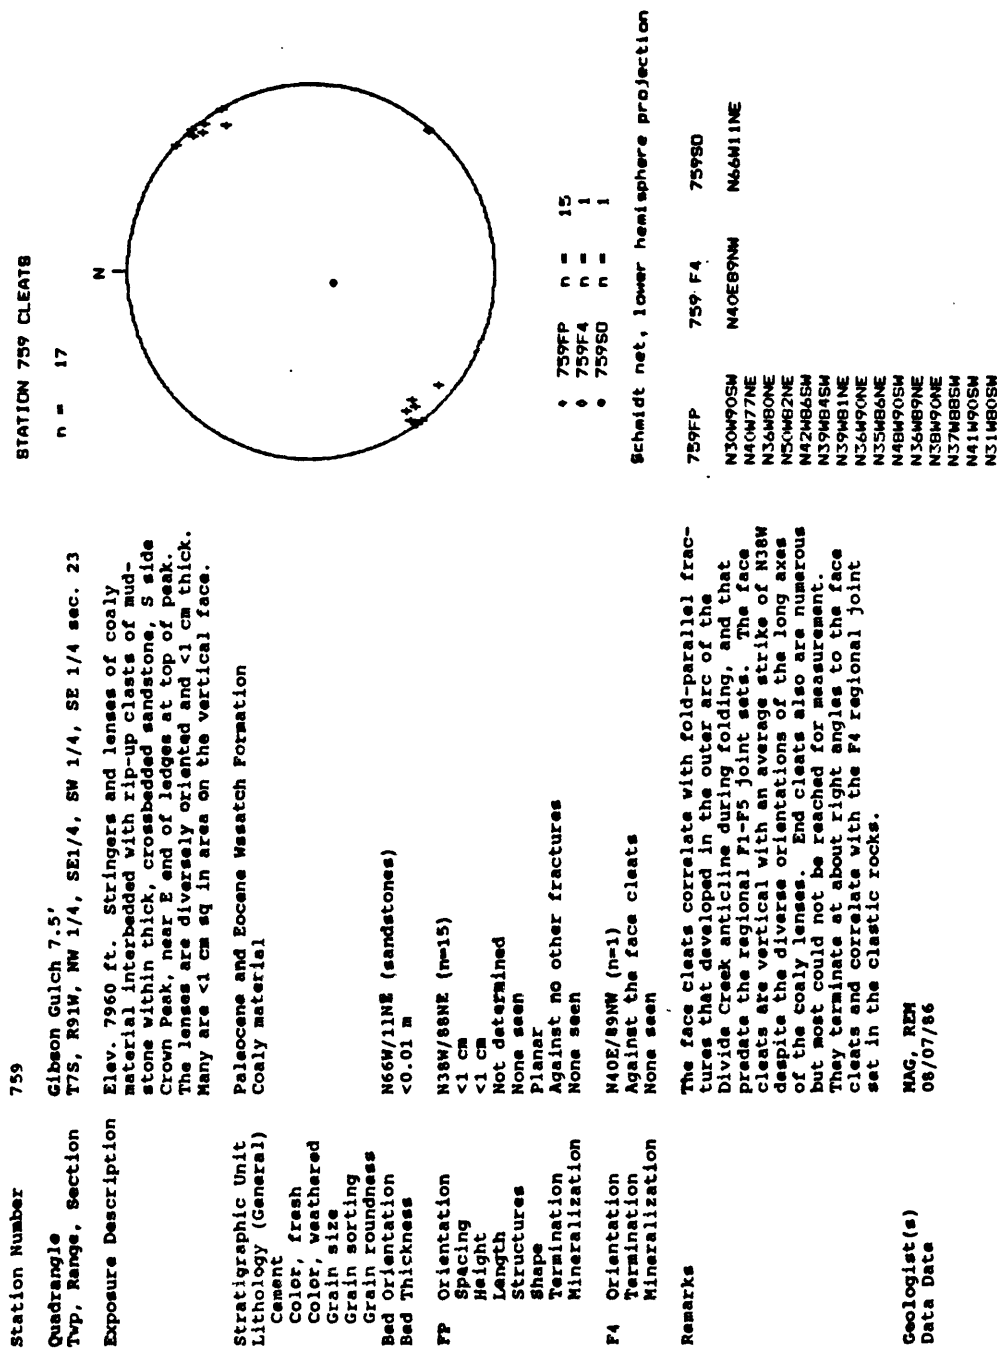 Station Number 759
Quadrangle Gibson Gulch 7.5'
Twp, Range, Section T7S, R91W, NW 1/4, SE1/4, SW 1/4, SE 1/4 sec. 23
Exposure Description Elev. 7960 ft. Stringers and lenses of coaly
material interbedded with rip-up clasts of mud-
stone within thick, crossbedded sandstone, S side
Crown Peak, near E end of ledges at top of peak.
The lenses are diversely oriented and <1 cm thick.
Many are <1 cm sq in area on the vertical face.
Stratigraphic Unit Paleocene and Eocene Wssatch Formation
Lithology (General) Coaly material
Cement
Color, fresh
Color, weathered
Grain size
Grain sorting
Grain roundness
Bed Orientation N66W/11NE (sandstones)
Bed Thickness <0.01 m
FP Orientation N38W/88NE (n=15)
Spacing <1 cm
Height <1 cm
Length Not determined
Structures None seen
Shape Planar
Termination Against no other fractures
Mineralization None seen
F4 Orientation N40E/89NW (n=1)
Termination Against the face cleats
Mineralization None seen
Remarks The face cleats correlate with fold-parallel frac-
tures that developed in the outer arc of the
Divide Creek anticline during folding, and that
predate the regional F1-F5 joint sets. The face
cleats are vertical with an average strike of N38W
despite the diverse orientations of the long axes
of the coaly lenses. End cleats also are numerous
but most could not be reached for measurement.
They terminate at about right angles to the face
cleats and correlate with the F4 regional joint
set in the clastic rocks.
Geologist(s) MAG, REM
Data Date 08/07/86
STATION 759 CLEATS
n = 17
N
+ 759FP n = 15
◊ 759F4 n = 1
• 759S0 n = 1
Schmidt net, lower hemisphere projection
759FP 759 F4 759S0
N30W90SW N40E89NW N66W11NE
N40W77NE
N36W80NE
N50W82NE
N42W86SW
N39W84SW
N39W81NE
N36W90NE
N35W86NE
N48W90SW
N36W89NE
N38W90NE
N37W88SW
N41W90SW
N31W80SW